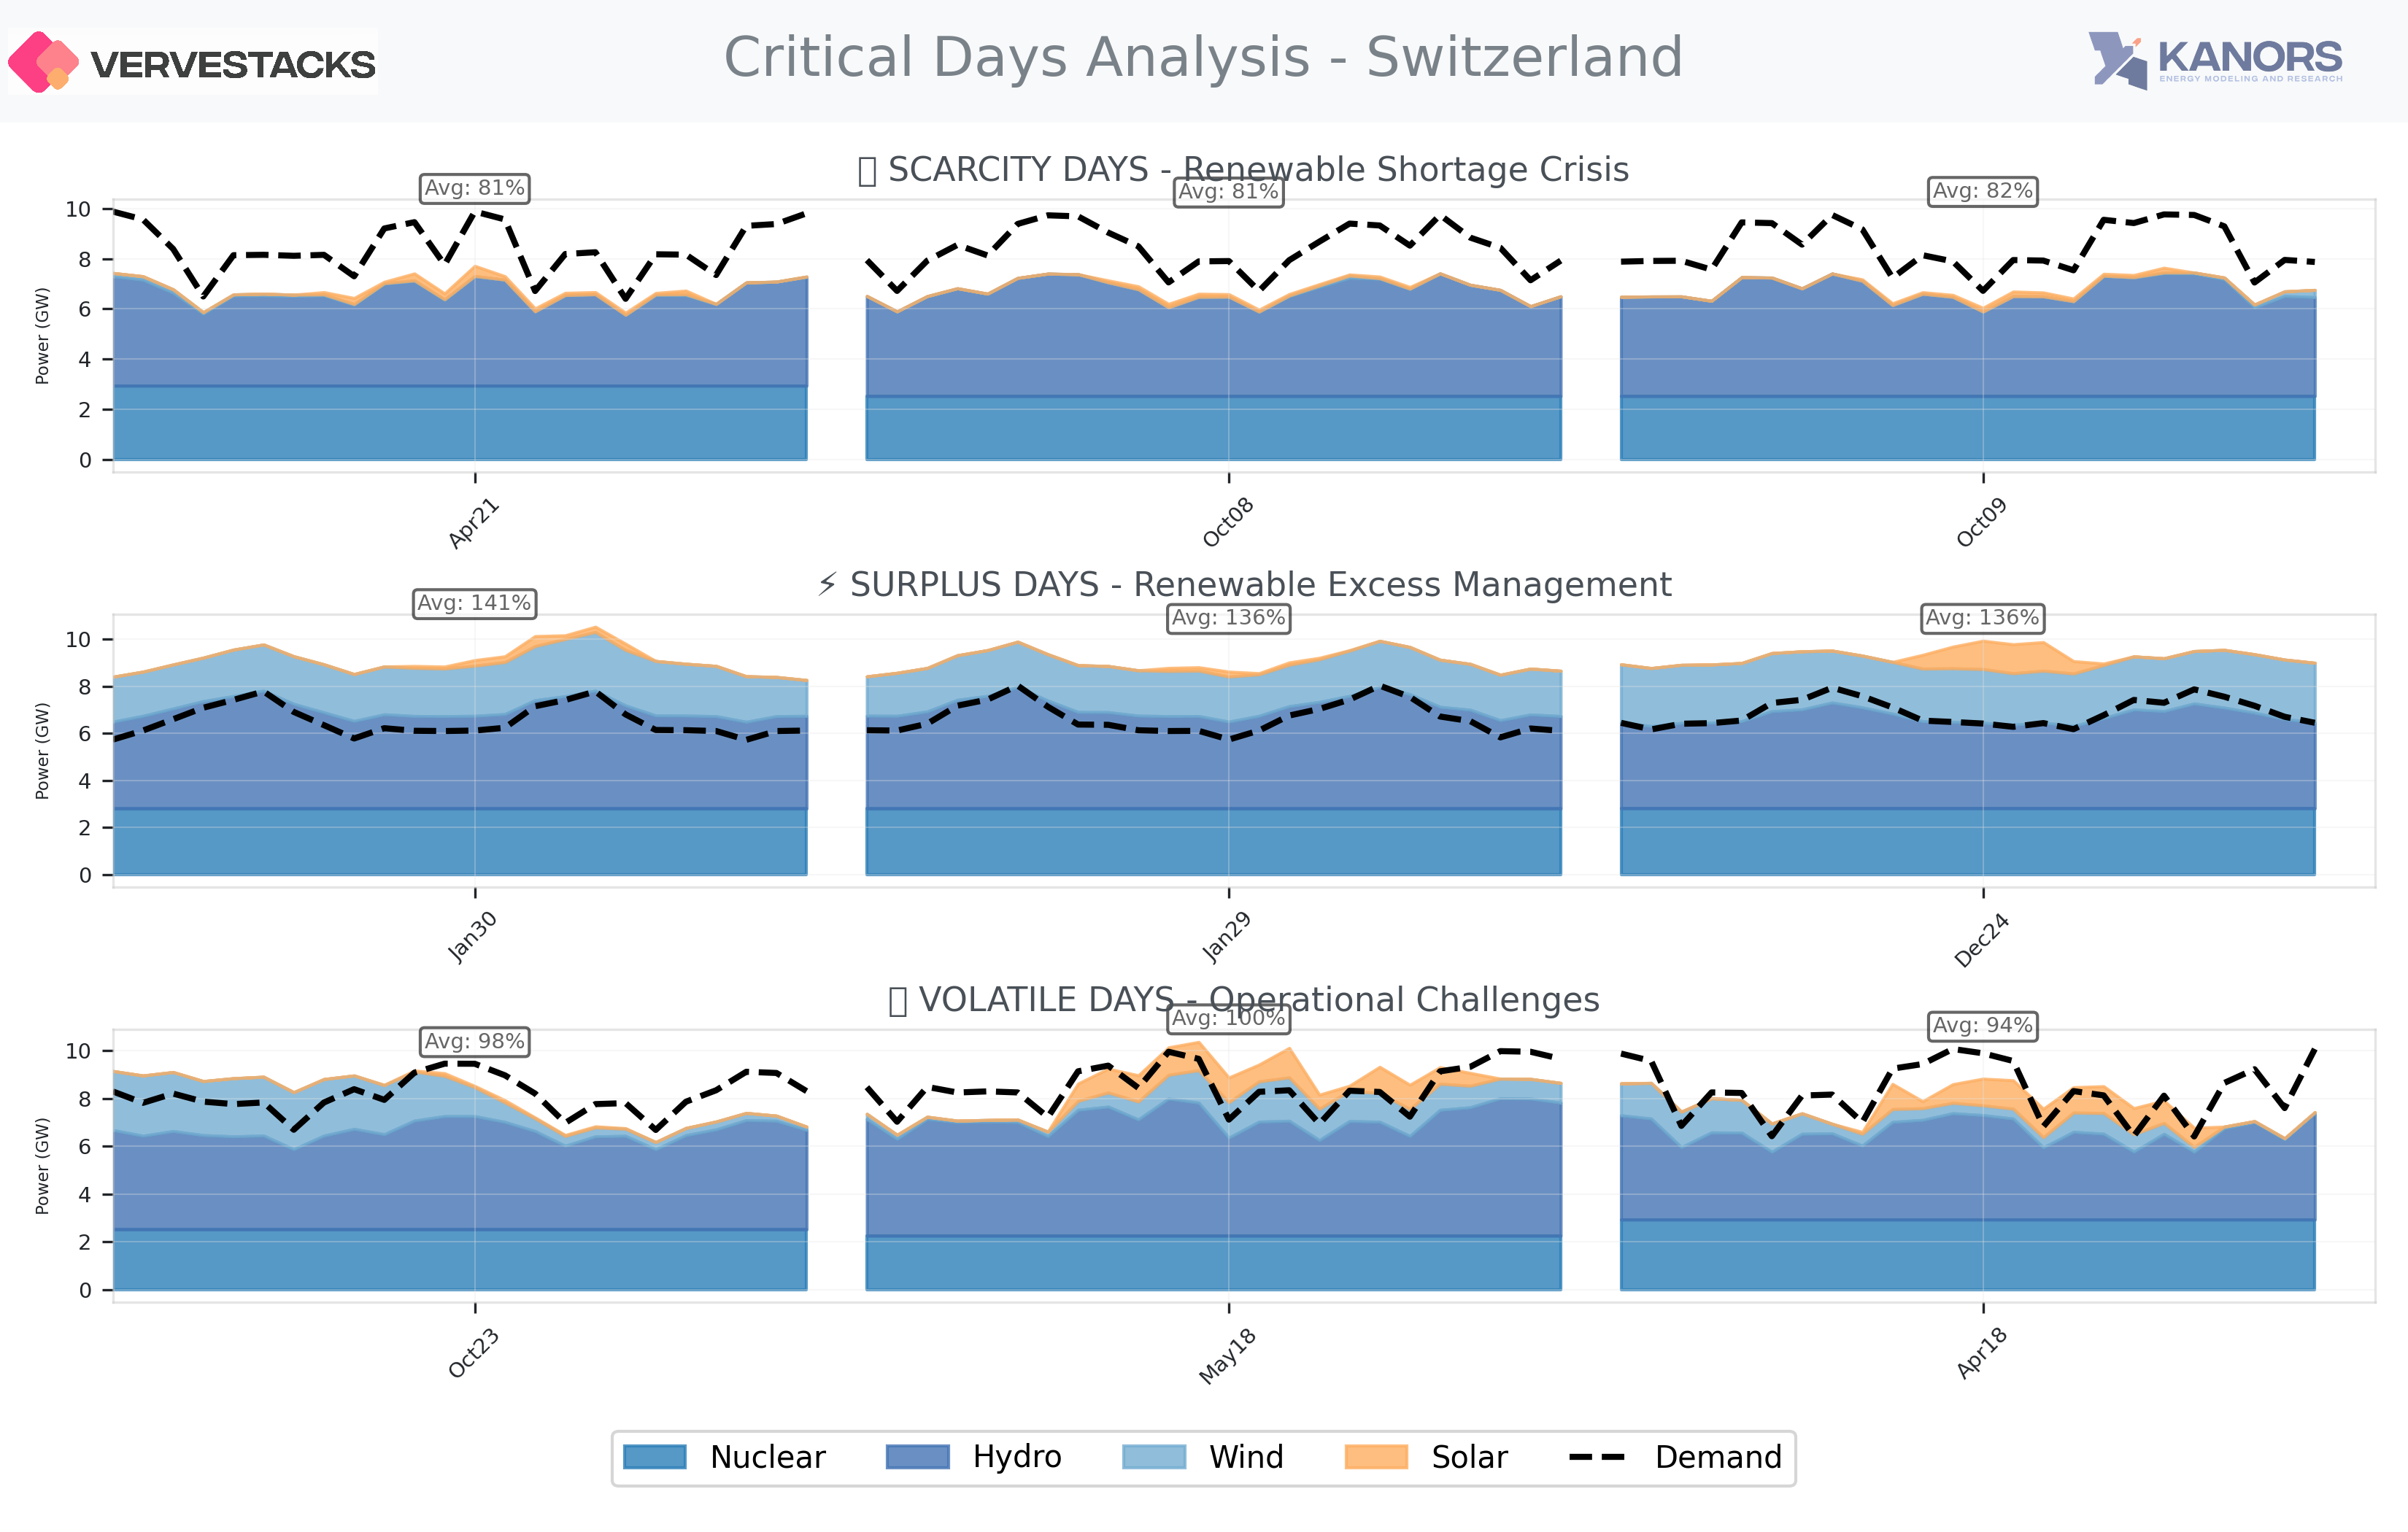 VERVESTACKS
Critical Days Analysis - Switzerland
KANORS
ENERGY MODELING AND RESEARCH
SCARCITY DAYS - Renewable Shortage Crisis
Avg: 81%
Avg: 81%
Avg: 82%
Power (GW)
10
8
6
4
2
0
Apr21
Oct08
Oct09
⚡ SURPLUS DAYS - Renewable Excess Management
Avg: 141%
Avg: 136%
Avg: 136%
Power (GW)
10
8
6
4
2
0
Jan30
Jan29
Dec24
VOLATILE DAYS - Operational Challenges
Avg: 98%
Avg: 100%
Avg: 94%
Power (GW)
10
8
6
4
2
0
Oct23
May18
Apr18
Nuclear
Hydro
Wind
Solar
Demand